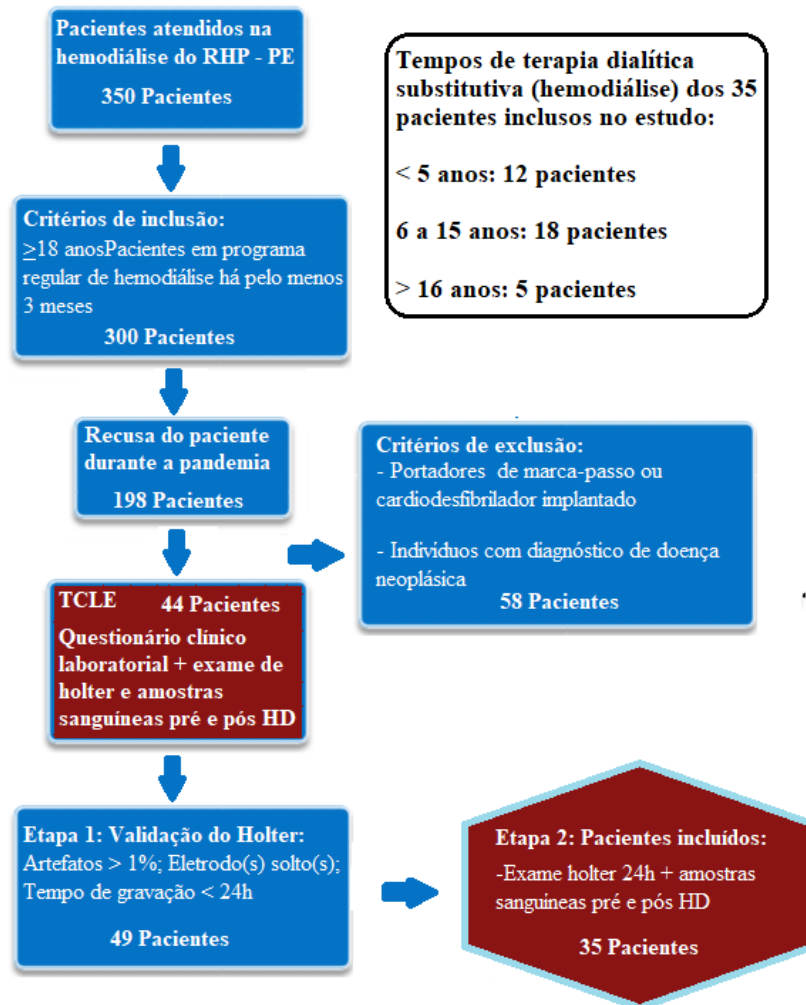 Pacientes atendidos na
hemodiálise do RHP - PE
350 Pacientes
Tempos de terapia dialítica
substitutiva (hemodiálise) dos 35
pacientes inclusos no estudo:
< 5 anos: 12 pacientes
6 a 15 anos: 18 pacientes
> 16 anos: 5 pacientes
Critérios de inclusão:
≥18 anosPacientes em programa
regular de hemodiálise há pelo menos
3 meses
300 Pacientes
Recusa do paciente
durante a pandemia
198 Pacientes
Critérios de exclusão:
- Portadores de marca-passo ou
cardiodesfibrilador implantado
- Indivíduos com diagnóstico de doença
neoplásica
58 Pacientes
TCLE 44 Pacientes
Questionário clínico
laboratorial + exame de
holter e amostras
sanguíneas pré e pós HD
Etapa 1: Validação do Holter:
Artefatos > 1%; Eletrodo(s) solto(s);
Tempo de gravação < 24h
49 Pacientes
Etapa 2: Pacientes incluídos:
-Exame holter 24h + amostras
sanguineas pré e pós HD
35 Pacientes